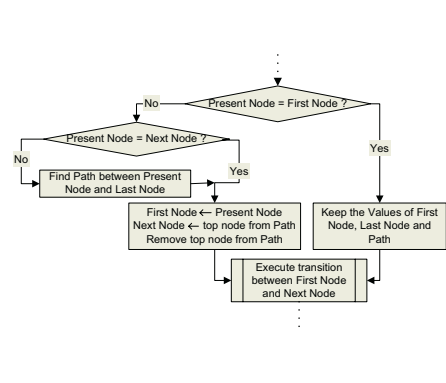 Present Node = First Node ?
No
Yes
Present Node = Next Node ?
No
Yes
Find Path between Present
Node and Last Node
First Node ← Present Node
Next Node ← top node from Path
Remove top node from Path
Keep the Values of First
Node, Last Node and
Path
Execute transition
between First Node
and Next Node